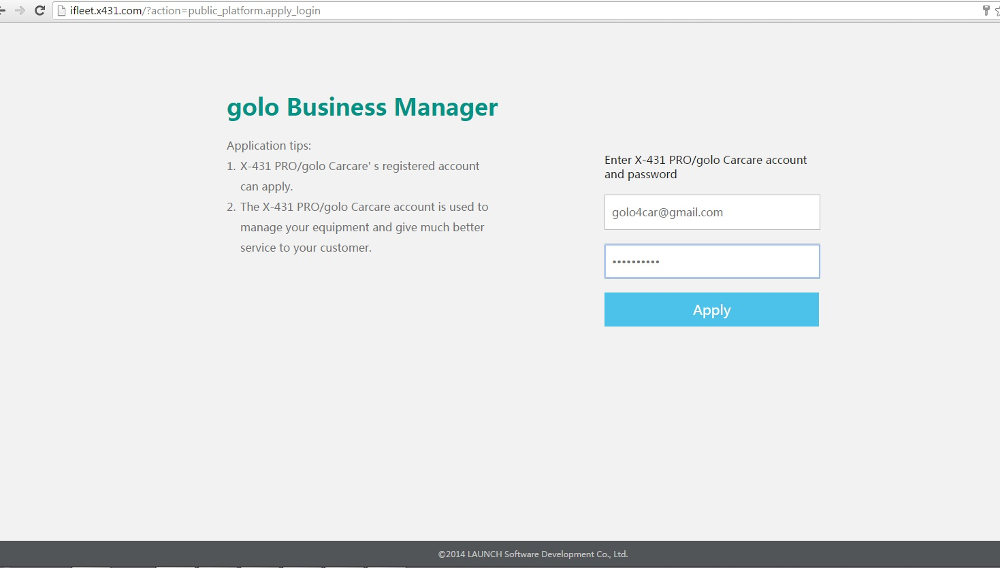 ifleet.x431.com/?action=public_platform.apply_login
golo Business Manager
Application tips:
1. X-431 PRO/golo Carcare' s registered account
can apply.
2. The X-431 PRO/golo Carcare account is used to
manage your equipment and give much better
service to your customer.
Enter X-431 PRO/golo Carcare account
and password
golo4car@gmail.com
••••••••••
Apply
©2014 LAUNCH Software Development Co., Ltd.